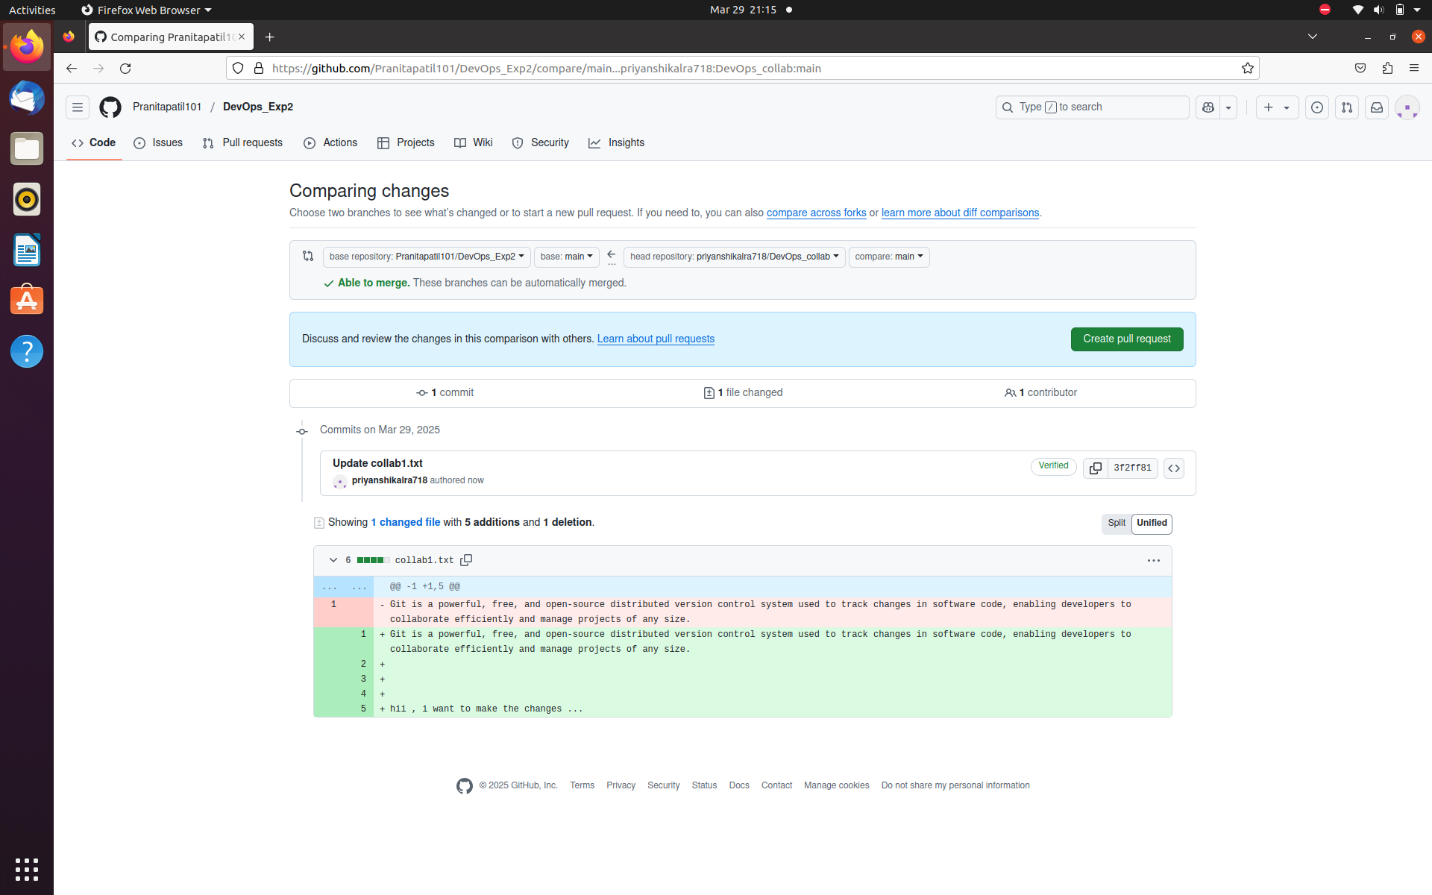 Activities
Firefox Web Browser
Mar 29 21:15
Comparing Pranitapatil10
https://github.com/Pranitapatil101/DevOps_Exp2/compare/main...priyanshikalra718:DevOps_collab:main
Pranitapatil101 / DevOps_Exp2
Type / to search
Code
Issues
Pull requests
Actions
Projects
Wiki
Security
Insights
Comparing changes
Choose two branches to see what's changed or to start a new pull request. If you need to, you can also compare across forks or learn more about diff comparisons.
base repository: Pranitapatil101/DevOps_Exp2
base: main
...
head repository: priyanshikalra718/DevOps_collab
compare: main
Able to merge. These branches can be automatically merged.
Discuss and review the changes in this comparison with others. Learn about pull requests
Create pull request
1 commit
1 file changed
1 contributor
Commits on Mar 29, 2025
Update collab1.txt
priyanshikalra718 authored now
Verified
3f2ff81
Showing 1 changed file with 5 additions and 1 deletion.
Split
Unified
6
collab1.txt
... ... @@ -1 +1,5 @@
1 - Git is a powerful, free, and open-source distributed version control system used to track changes in software code, enabling developers to
collaborate efficiently and manage projects of any size.
1 + Git is a powerful, free, and open-source distributed version control system used to track changes in software code, enabling developers to
collaborate efficiently and manage projects of any size.
2 +
3 +
4 +
5 + hii , i want to make the changes ...
© 2025 GitHub, Inc.
Terms
Privacy
Security
Status
Docs
Contact
Manage cookies
Do not share my personal information